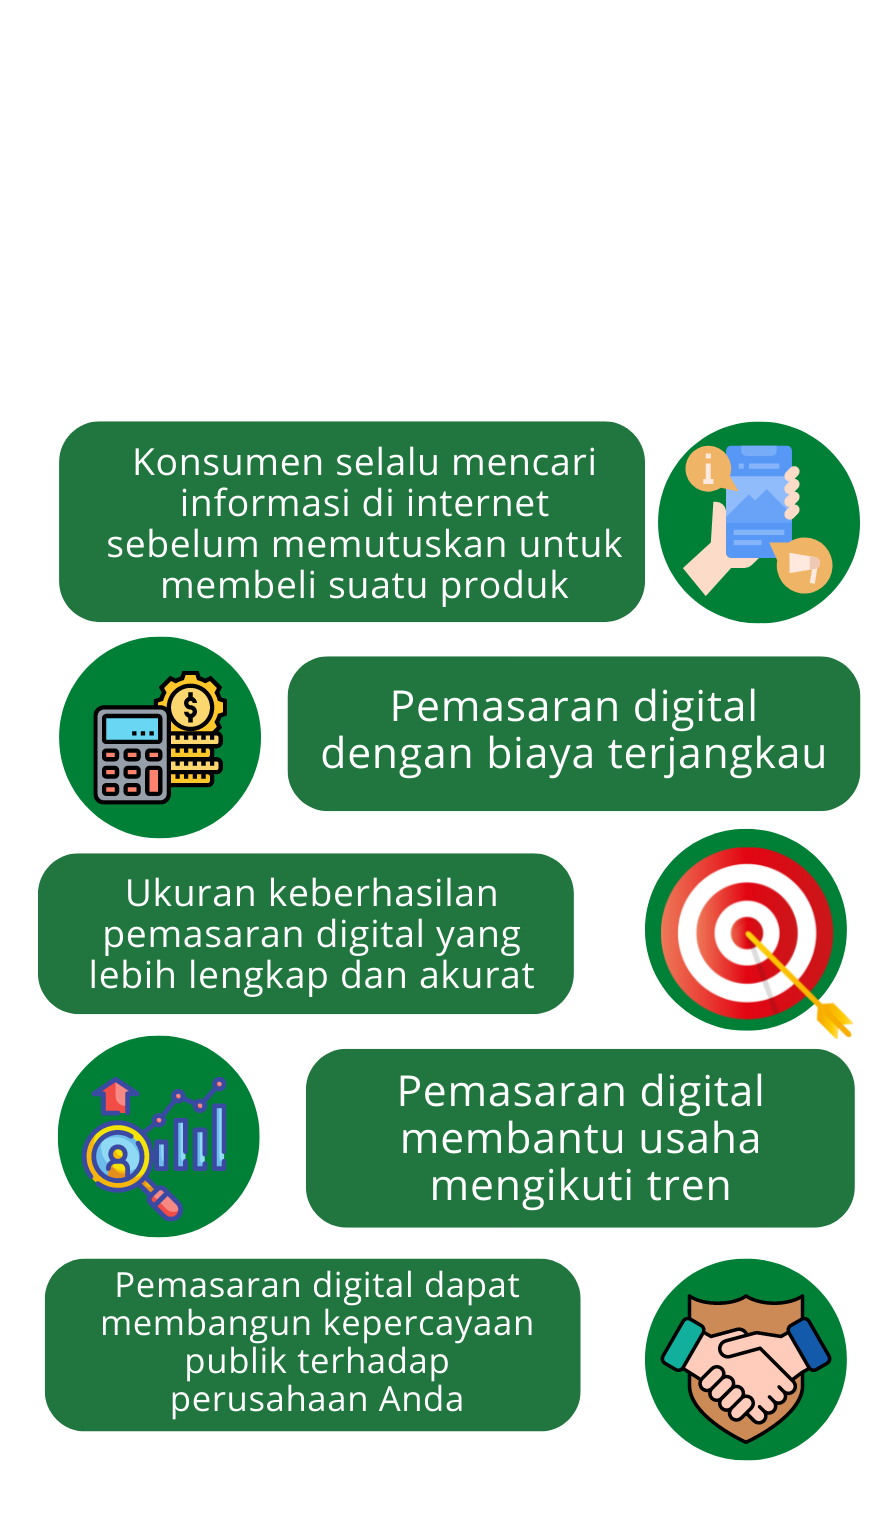 Konsumen selalu mencari
informasi di internet
sebelum memutuskan untuk
membeli suatu produk
Pemasaran digital
dengan biaya terjangkau
Ukuran keberhasilan
pemasaran digital yang
lebih lengkap dan akurat
Pemasaran digital
membantu usaha
mengikuti tren
Pemasaran digital dapat
membangun kepercayaan
publik terhadap
perusahaan Anda